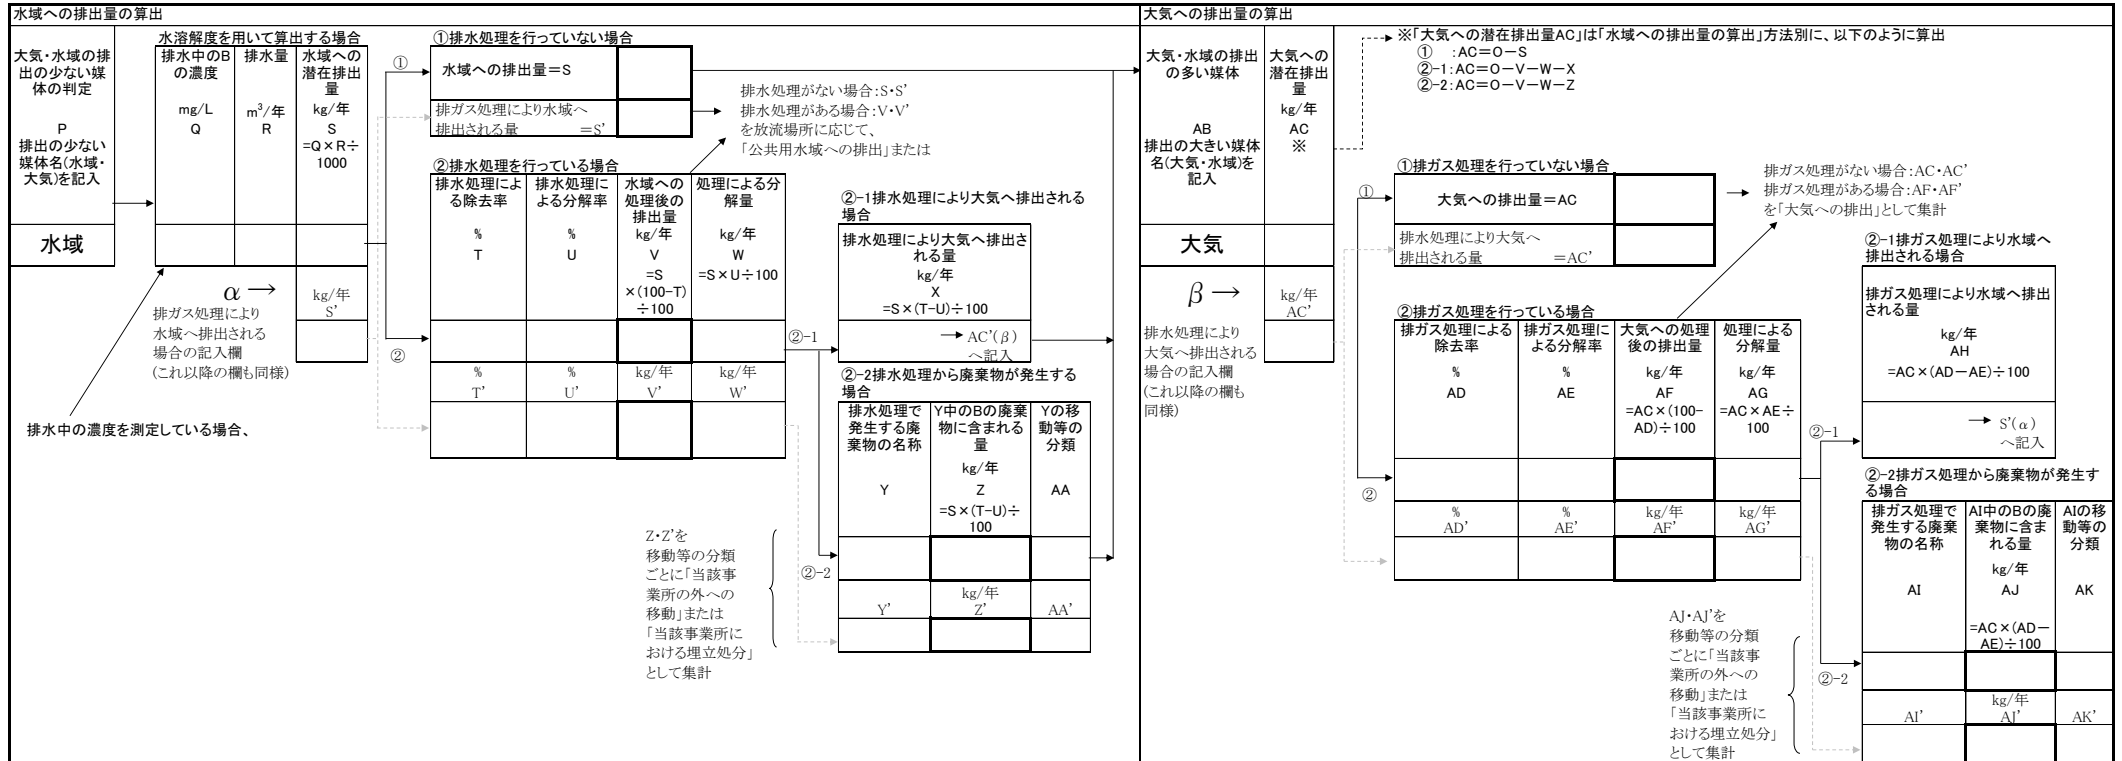 水域への排出量の算出
大気・水域の排
出の少ない媒
体の判定
P
排出の少ない
媒体名(水域・
大気)を記入
水域
水溶解度を用いて算出する場合
排水中のB
の濃度
mg/L
Q
排水量
m³/年
R
水域への
潜在排出
量
kg/年
S
=Q×R÷
1000
α→
kg/年
S’
排ガス処理により
水域へ排出される
場合の記入欄
(これ以降の欄も同様)
排水中の濃度を測定している場合、
①
②
①排水処理を行っていない場合
水域への排出量＝S
排ガス処理により水域へ
排出される量 ＝S’
排水処理がない場合：S・S’
排水処理がある場合：V・V’
を放流場所に応じて、
「公共用水域への排出」または
②排水処理を行っている場合
排水処理によ
る除去率
%
T
排水処理に
よる分解率
%
U
水域への
処理後の
排出量
kg/年
V
=S
×(100-T)
÷100
処理による分
解量
kg/年
W
=S×U÷100
%
T’
%
U’
kg/年
V’
kg/年
W’
②-1
②-2
②-1排水処理により大気へ排出される
場合
排水処理により大気へ排出さ
れる量
kg/年
X
=S×(T-U)÷100
→ AC’(β)
へ記入
②-2排水処理から廃棄物が発生する
場合
排水処理で
発生する廃
棄物の名称
Y
Y中のBの廃棄
物に含まれる
量
kg/年
Z
=S×(T-U)÷
100
Yの移
動等の
分類
AA
Y’
kg/年
Z’
AA’
Z・Z’を
移動等の分類
ごとに「当該事
業所の外への
移動」または
「当該事業所に
おける埋立処分」
として集計
大気への排出量の算出
大気・水域の排出
の多い媒体
AB
排出の大きい媒体
名(大気・水域)を
記入
大気
大気への
潜在排出
量
kg/年
AC
※
β→
kg/年
AC’
排水処理により
大気へ排出される
場合の記入欄
(これ以降の欄も
同様)
※「大気への潜在排出量AC」は「水域への排出量の算出」方法別に、以下のように算出
① ：AC=O－S
②-1：AC=O－V－W－X
②-2：AC=O－V－W－Z
①
②
①排ガス処理を行っていない場合
大気への排出量＝AC
排水処理により大気へ
排出される量 ＝AC’
排ガス処理がない場合：AC・AC’
排ガス処理がある場合：AF・AF’
を「大気への排出」として集計
②排ガス処理を行っている場合
排ガス処理による
除去率
%
AD
排ガス処理に
よる分解率
%
AE
大気への処理
後の排出量
kg/年
AF
=AC×(100-
AD)÷100
処理による
分解量
kg/年
AG
=AC×AE÷
100
%
AD’
%
AE’
kg/年
AF’
kg/年
AG’
②-1
②-2
②-1排ガス処理により水域へ
排出される場合
排ガス処理により水域へ排出
される量
kg/年
AH
=AC×(AD－AE)÷100
→ S’(α)
へ記入
②-2排ガス処理から廃棄物が発生す
る場合
排ガス処理で
発生する廃棄
物の名称
AI
AI中のBの廃
棄物に含ま
れる量
kg/年
AJ
=AC×(AD－
AE)÷100
AIの移
動等の
分類
AK
AI’
kg/年
AJ’
AK’
AJ・AJ’を
移動等の分類
ごとに「当該事
業所の外への
移動」または
「当該事業所に
おける埋立処分」
として集計